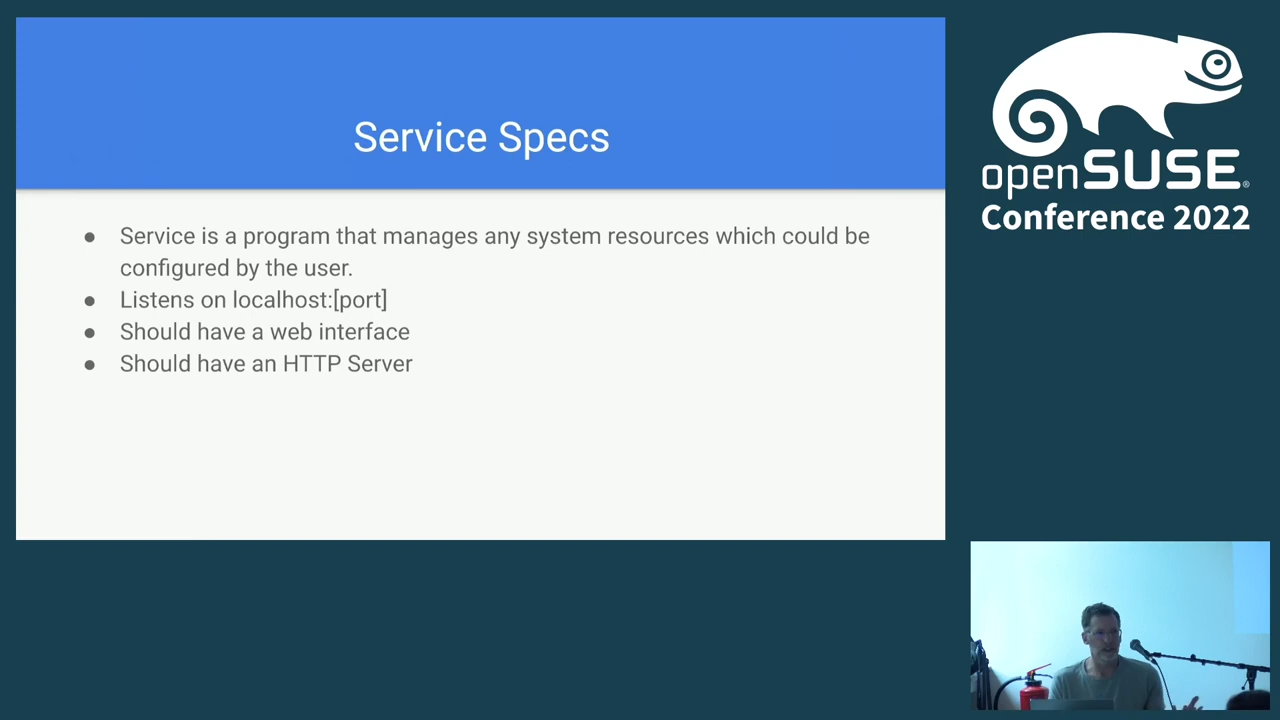 Service Specs
● Service is a program that manages any system resources which could be
configured by the user.
● Listens on localhost:[port]
● Should have a web interface
● Should have an HTTP Server
openSUSE®
Conference 2022